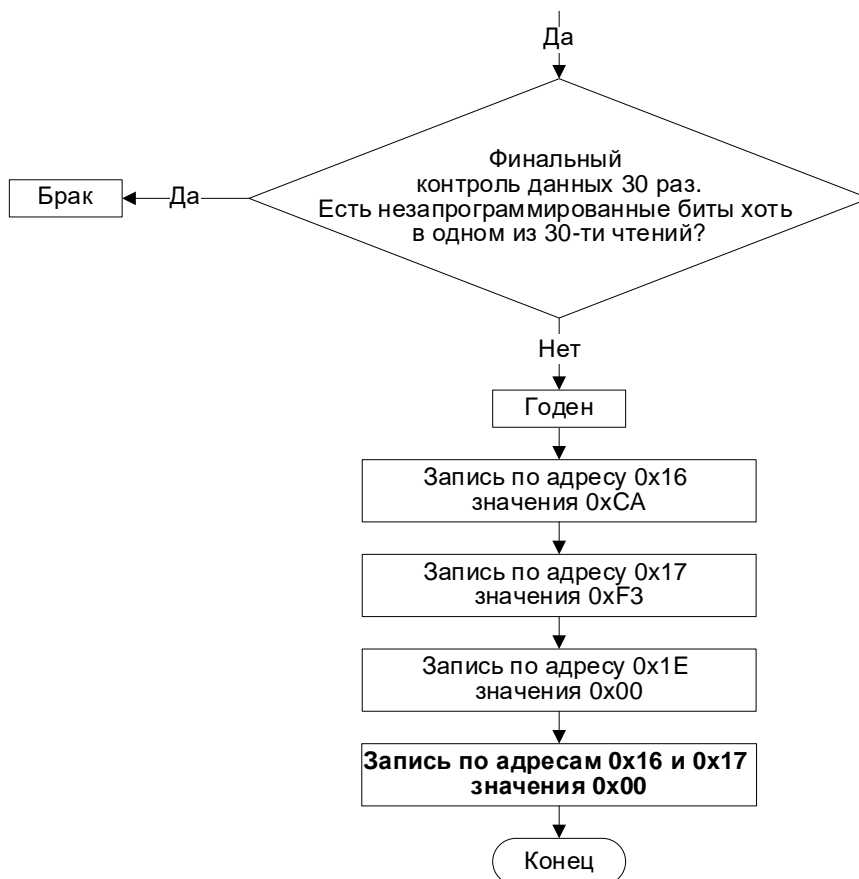 Да
Финальный
контроль данных 30 раз.
Есть незапрограммированные биты хоть
в одном из 30-ти чтений?
Брак
Да
Нет
Годен
Запись по адресу 0x16
значения 0xCA
Запись по адресу 0x17
значения 0xF3
Запись по адресу 0x1E
значения 0x00
Запись по адресам 0x16 и 0x17
значения 0x00
Конец